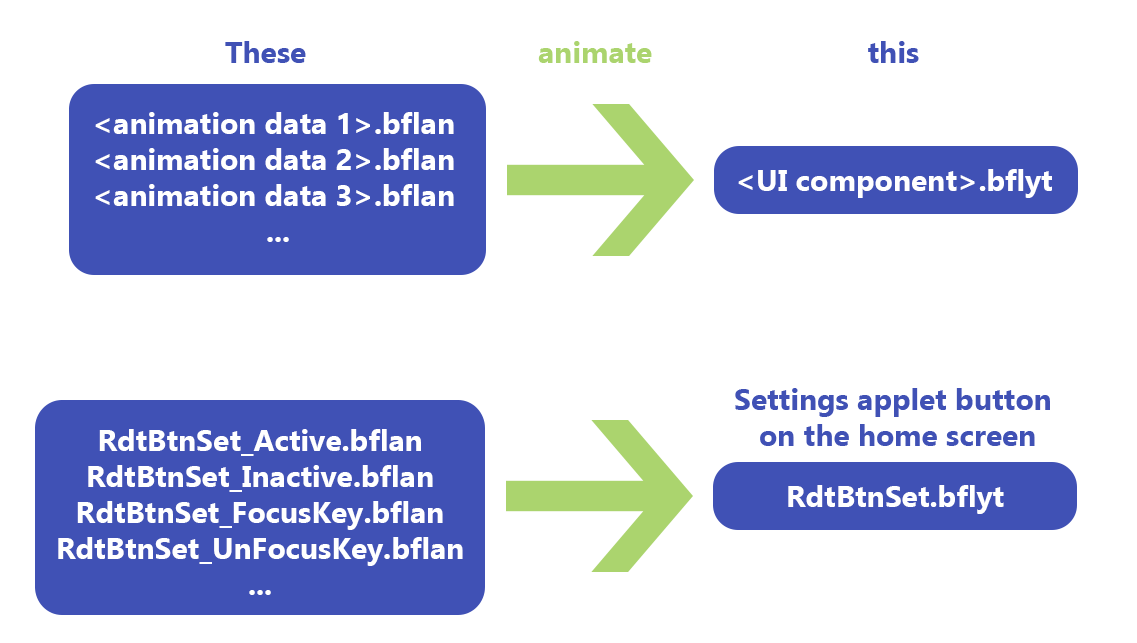 These animate this
<animation data 1>.bflan
<animation data 2>.bflan
<animation data 3>.bflan
...
<UI component>.bflyt
RdtBtnSet_Active.bflan
RdtBtnSet_Inactive.bflan
RdtBtnSet_FocusKey.bflan
RdtBtnSet_UnFocusKey.bflan
...
Settings applet button
on the home screen
RdtBtnSet.bflyt